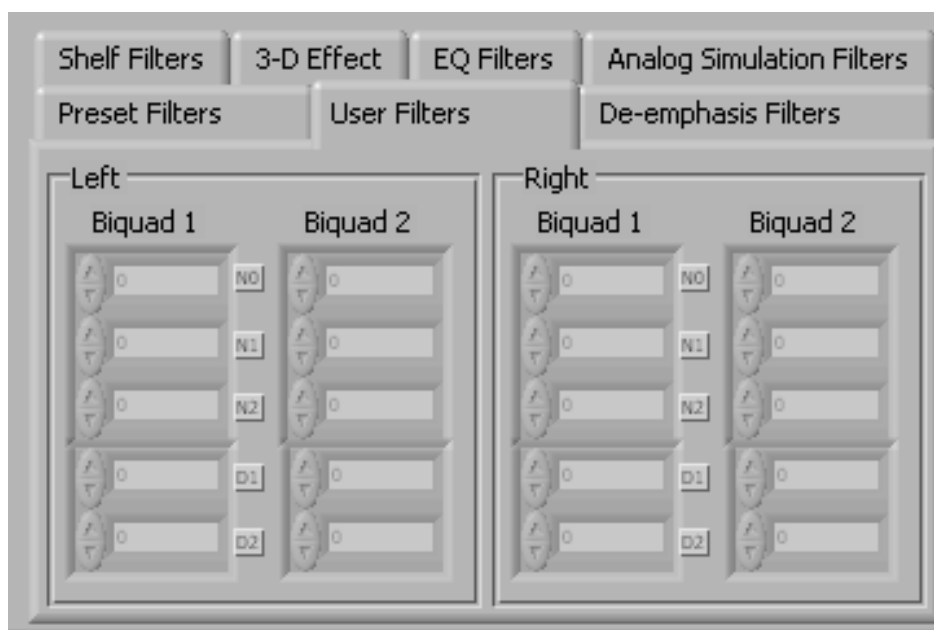 Shelf Filters 3-D Effect EQ Filters Analog Simulation Filters
Preset Filters User Filters De-emphasis Filters
Left Right
Biquad 1 Biquad 2 Biquad 1 Biquad 2
0 N0 0 0 N0 0
0 N1 0 0 N1 0
0 N2 0 0 N2 0
0 D1 0 0 D1 0
0 D2 0 0 D2 0